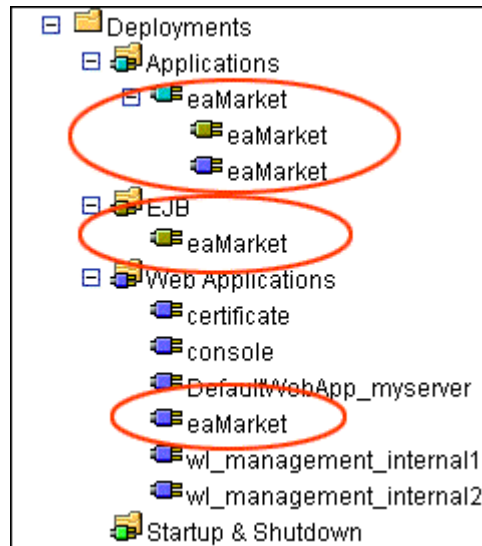 Deployments
Applications
eaMarket
eaMarket
eaMarket
EJB
eaMarket
Web Applications
certificate
console
DefaultWebApp_myserver
eaMarket
wl_management_internal1
wl_management_internal2
Startup & Shutdown